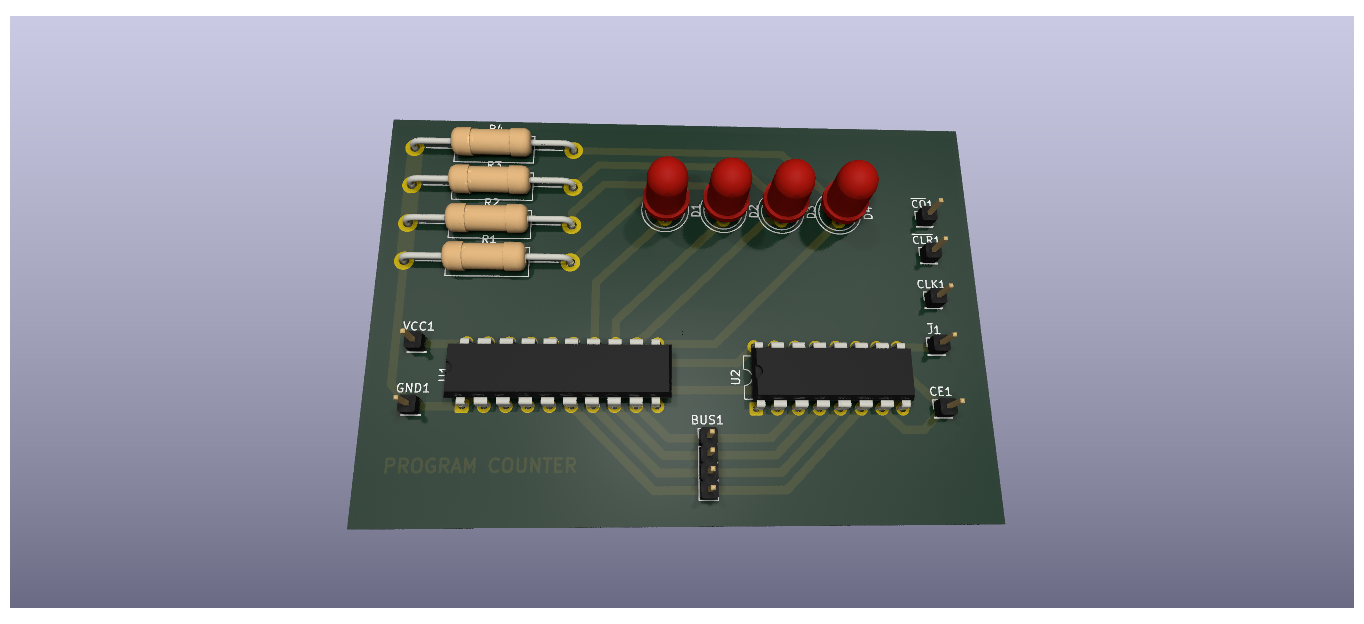 R4
R3
R2
R1
D1
D2
D3
D4
CO1
CLR1
CLK1
J1
CE1
VCC1
GND1
U1
U2
BUS1
PROGRAM COUNTER